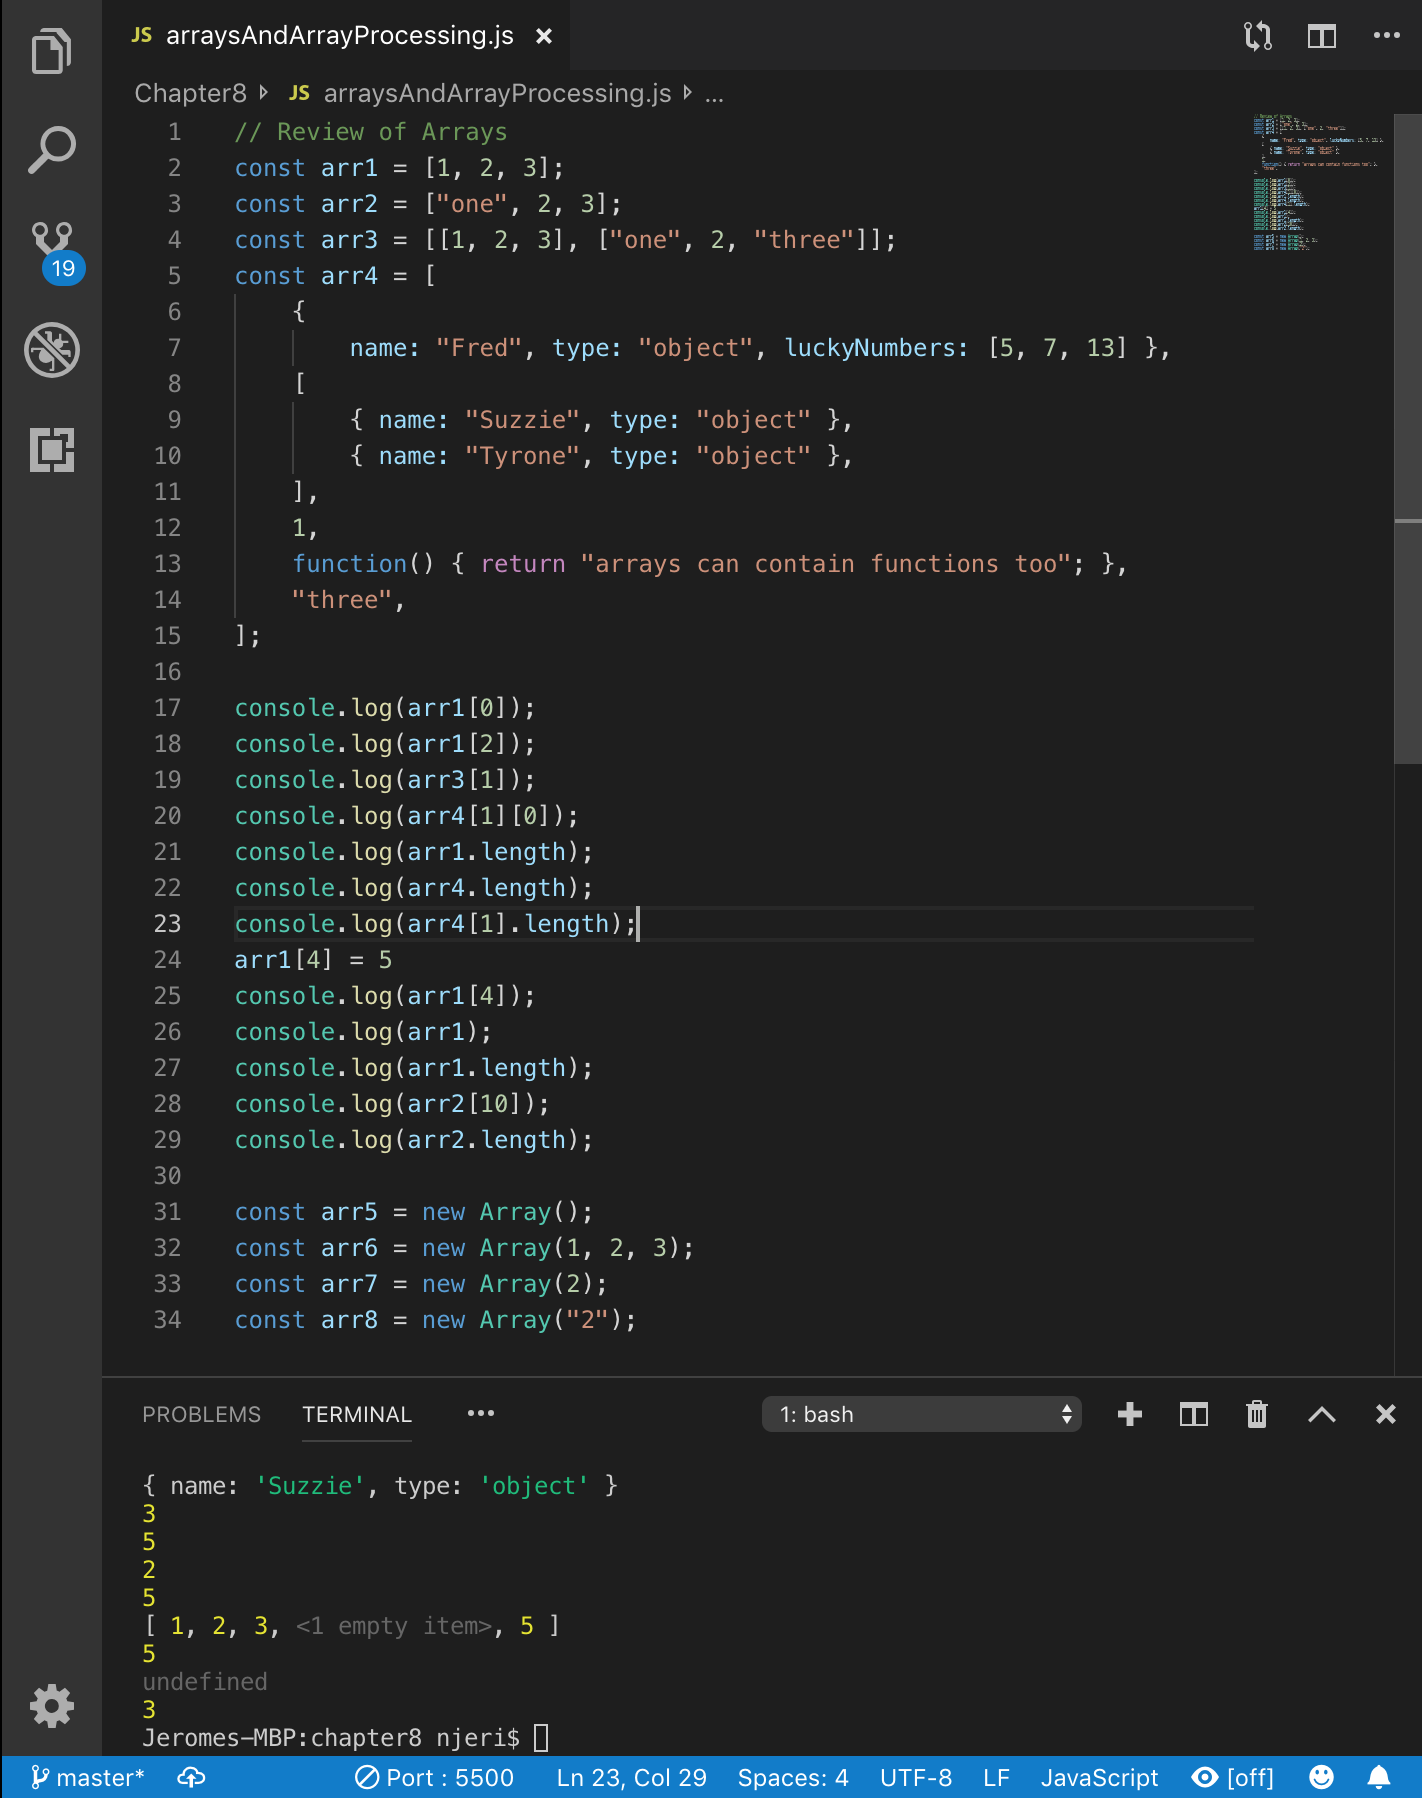 JS arraysAndArrayProcessing.js
Chapter8 JS arraysAndArrayProcessing.js ...
1 // Review of Arrays
2 const arr1 = [1, 2, 3];
3 const arr2 = ["one", 2, 3];
4 const arr3 = [[1, 2, 3], ["one", 2, "three"]];
5 const arr4 = [
6 {
7 name: "Fred", type: "object", luckyNumbers: [5, 7, 13] },
8 [
9 { name: "Suzzie", type: "object" },
10 { name: "Tyrone", type: "object" },
11 ],
12 1,
13 function() { return "arrays can contain functions too"; },
14 "three",
15 ];
16
17 console.log(arr1[0]);
18 console.log(arr1[2]);
19 console.log(arr3[1]);
20 console.log(arr4[1][0]);
21 console.log(arr1.length);
22 console.log(arr4.length);
23 console.log(arr4[1].length);
24 arr1[4] = 5
25 console.log(arr1[4]);
26 console.log(arr1);
27 console.log(arr1.length);
28 console.log(arr2[10]);
29 console.log(arr2.length);
30
31 const arr5 = new Array();
32 const arr6 = new Array(1, 2, 3);
33 const arr7 = new Array(2);
34 const arr8 = new Array("2");
19
PROBLEMS TERMINAL ... 1: bash
{ name: 'Suzzie', type: 'object' }
3
5
2
5
[ 1, 2, 3, <1 empty item>, 5 ]
5
undefined
3
Jeromes-MBP:chapter8 njeri$
master* Port : 5500 Ln 23, Col 29 Spaces: 4 UTF-8 LF JavaScript [off]